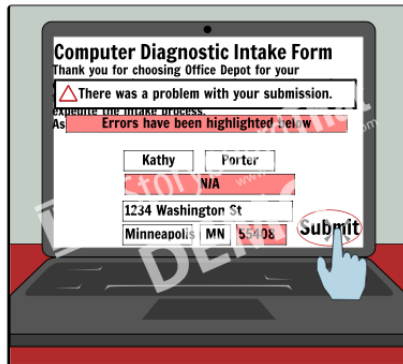 Computer Diagnostic Intake Form
Thank you for choosing Office Depot for your
There was a problem with your submission.
expedite the intake process.
As
Errors have been highlighted below
Kathy Porter
N/A
1234 Washington St
Minneapolis MN 55408
Submit
DEMO